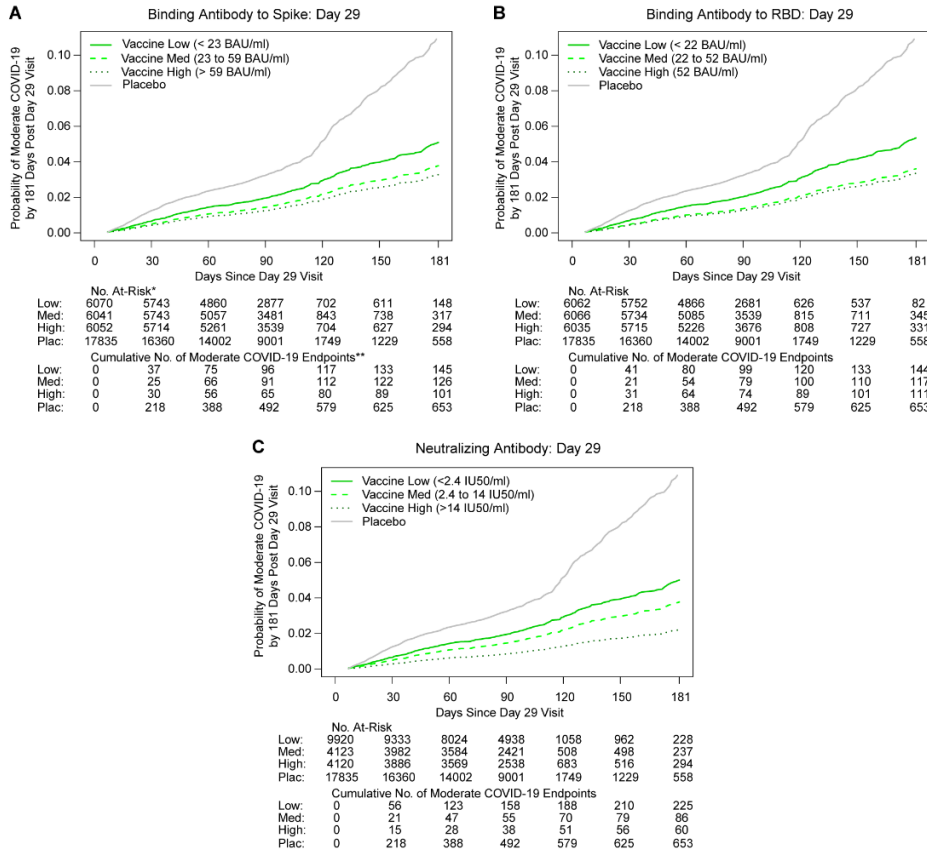 A
Binding Antibody to Spike: Day 29
Probability of Moderate COVID-19
by 181 Days Post Day 29 Visit
0.10
0.08
0.06
0.04
0.02
0.00
Vaccine Low (< 23 BAU/ml)
Vaccine Med (23 to 59 BAU/ml)
Vaccine High (> 59 BAU/ml)
Placebo
0 30 60 90 120 150 181
Days Since Day 29 Visit
No. At-Risk*
Low: 6070 5743 4860 2877 702 611 148
Med: 6041 5743 5057 3481 843 738 317
High: 6052 5714 5261 3539 704 627 294
Plac: 17835 16360 14002 9001 1749 1229 558
Cumulative No. of Moderate COVID-19 Endpoints**
Low: 0 37 75 96 117 133 145
Med: 0 25 66 91 112 122 126
High: 0 30 56 65 80 89 101
Plac: 0 218 388 492 579 625 653
B
Binding Antibody to RBD: Day 29
Probability of Moderate COVID-19
by 181 Days Post Day 29 Visit
0.10
0.08
0.06
0.04
0.02
0.00
Vaccine Low (< 22 BAU/ml)
Vaccine Med (22 to 52 BAU/ml)
Vaccine High (52 BAU/ml)
Placebo
0 30 60 90 120 150 181
Days Since Day 29 Visit
No. At-Risk
Low: 6062 5752 4866 2681 626 537 82
Med: 6066 5734 5085 3539 815 711 345
High: 6035 5715 5226 3676 808 727 331
Plac: 17835 16360 14002 9001 1749 1229 558
Cumulative No. of Moderate COVID-19 Endpoints
Low: 0 41 80 99 120 133 144
Med: 0 21 54 79 100 110 117
High: 0 31 64 74 89 101 111
Plac: 0 218 388 492 579 625 653
C
Neutralizing Antibody: Day 29
Probability of Moderate COVID-19
by 181 Days Post Day 29 Visit
0.10
0.08
0.06
0.04
0.02
0.00
Vaccine Low (<2.4 IU50/ml)
Vaccine Med (2.4 to 14 IU50/ml)
Vaccine High (>14 IU50/ml)
Placebo
0 30 60 90 120 150 181
Days Since Day 29 Visit
No. At-Risk
Low: 9920 9333 8024 4938 1058 962 228
Med: 4123 3982 3584 2421 508 498 237
High: 4120 3886 3569 2538 683 516 294
Plac: 17835 16360 14002 9001 1749 1229 558
Cumulative No. of Moderate COVID-19 Endpoints
Low: 0 56 123 158 188 210 225
Med: 0 21 47 55 70 79 86
High: 0 15 28 38 51 56 60
Plac: 0 218 388 492 579 625 653